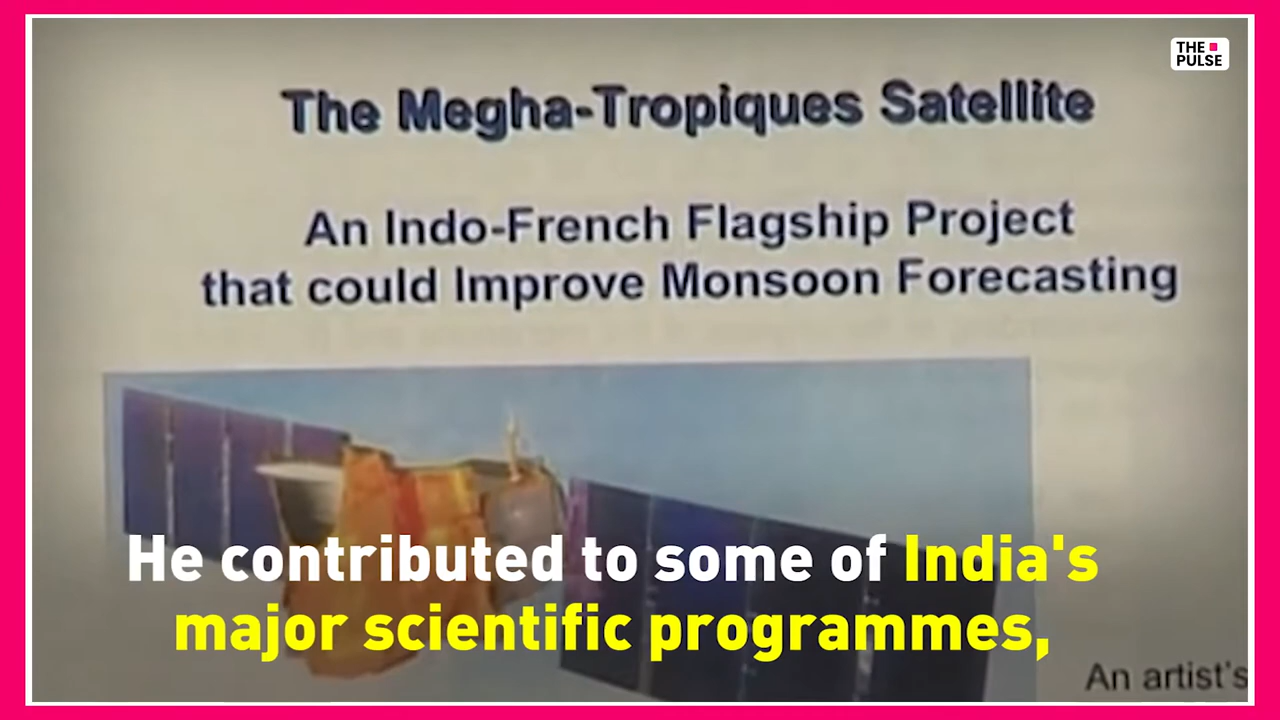 THE
PULSE
The Megha-Tropiques Satellite
An Indo-French Flagship Project
that could Improve Monsoon Forecasting
He contributed to some of India's
major scientific programmes,
An artist's